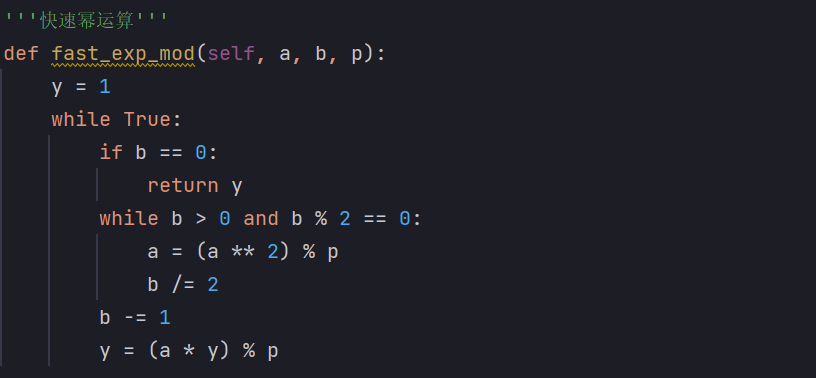 '''快速幂运算'''
def fast_exp_mod(self, a, b, p):
    y = 1
    while True:
        if b == 0:
            return y
        while b > 0 and b % 2 == 0:
            a = (a ** 2) % p
            b /= 2
        b -= 1
        y = (a * y) % p